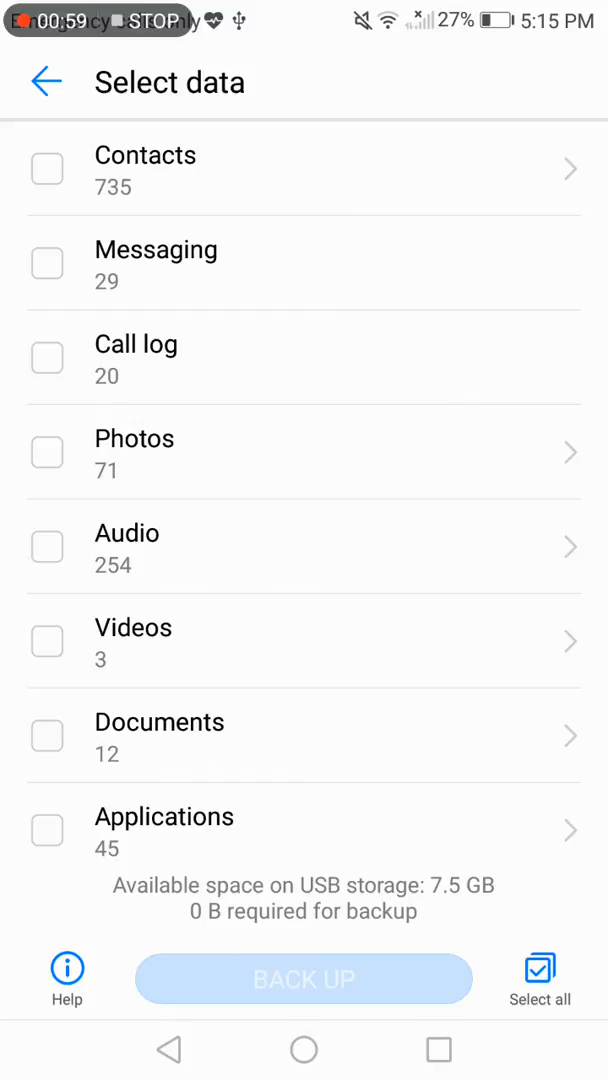 00:59 STOP 27% 5:15 PM
Select data
Contacts
735
Messaging
29
Call log
20
Photos
71
Audio
254
Videos
3
Documents
12
Applications
45
Available space on USB storage: 7.5 GB
0 B required for backup
Help
BACK UP
Select all